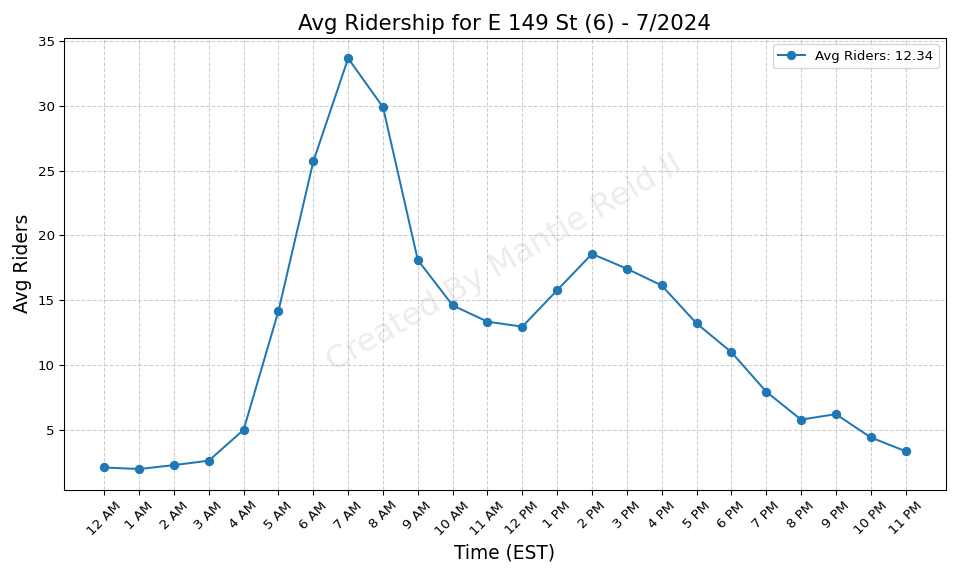 Avg Ridership for E 149 St (6) - 7/2024
Avg Riders: 12.34
35
30
25
20
15
10
5
Avg Riders
Created By Mantie Reid II
12 AM
1 AM
2 AM
3 AM
4 AM
5 AM
6 AM
7 AM
8 AM
9 AM
10 AM
11 AM
12 PM
1 PM
2 PM
3 PM
4 PM
5 PM
6 PM
7 PM
8 PM
9 PM
10 PM
11 PM
Time (EST)